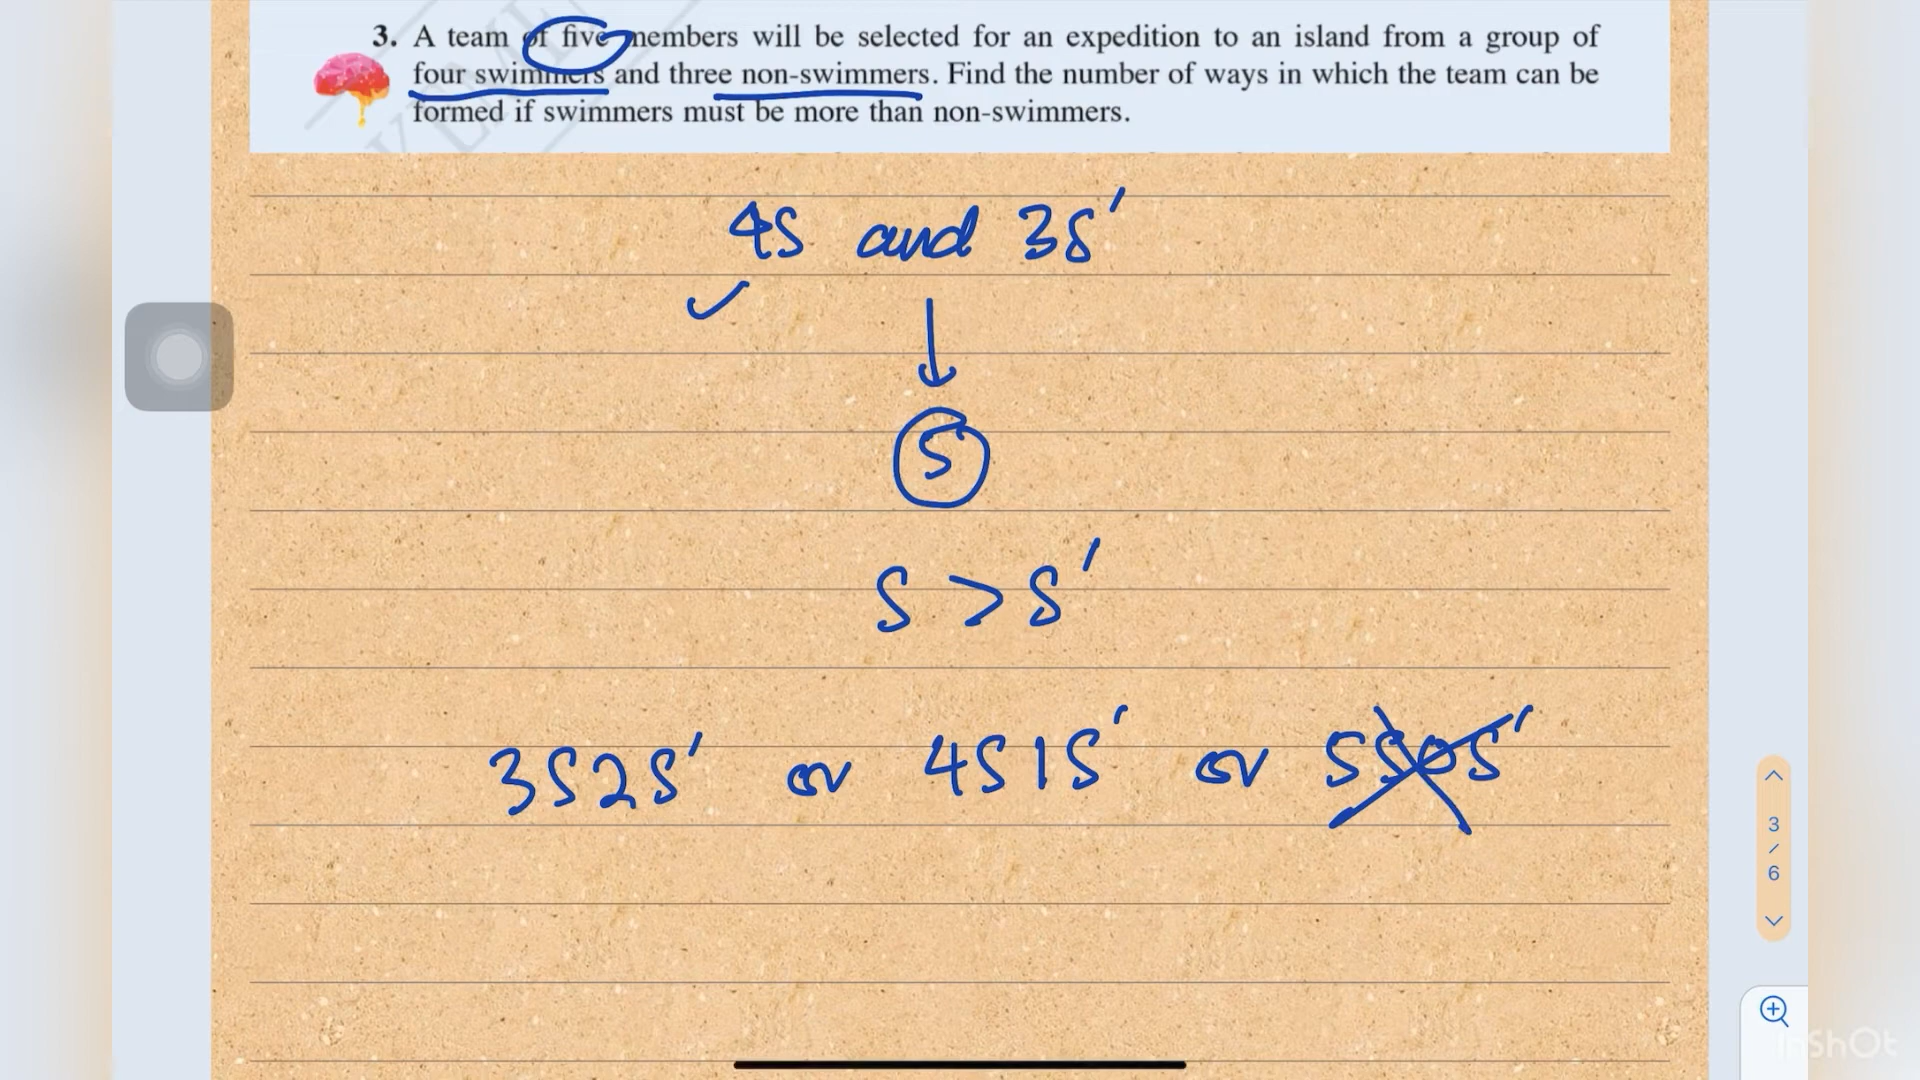 3. A team of five members will be selected for an expedition to an island from a group of
four swimmers and three non-swimmers. Find the number of ways in which the team can be
formed if swimmers must be more than non-swimmers.
4S and 3S'
5
S > S'
3S2S' or 4S1S' or 5S0S'
3
/
6
InShOt